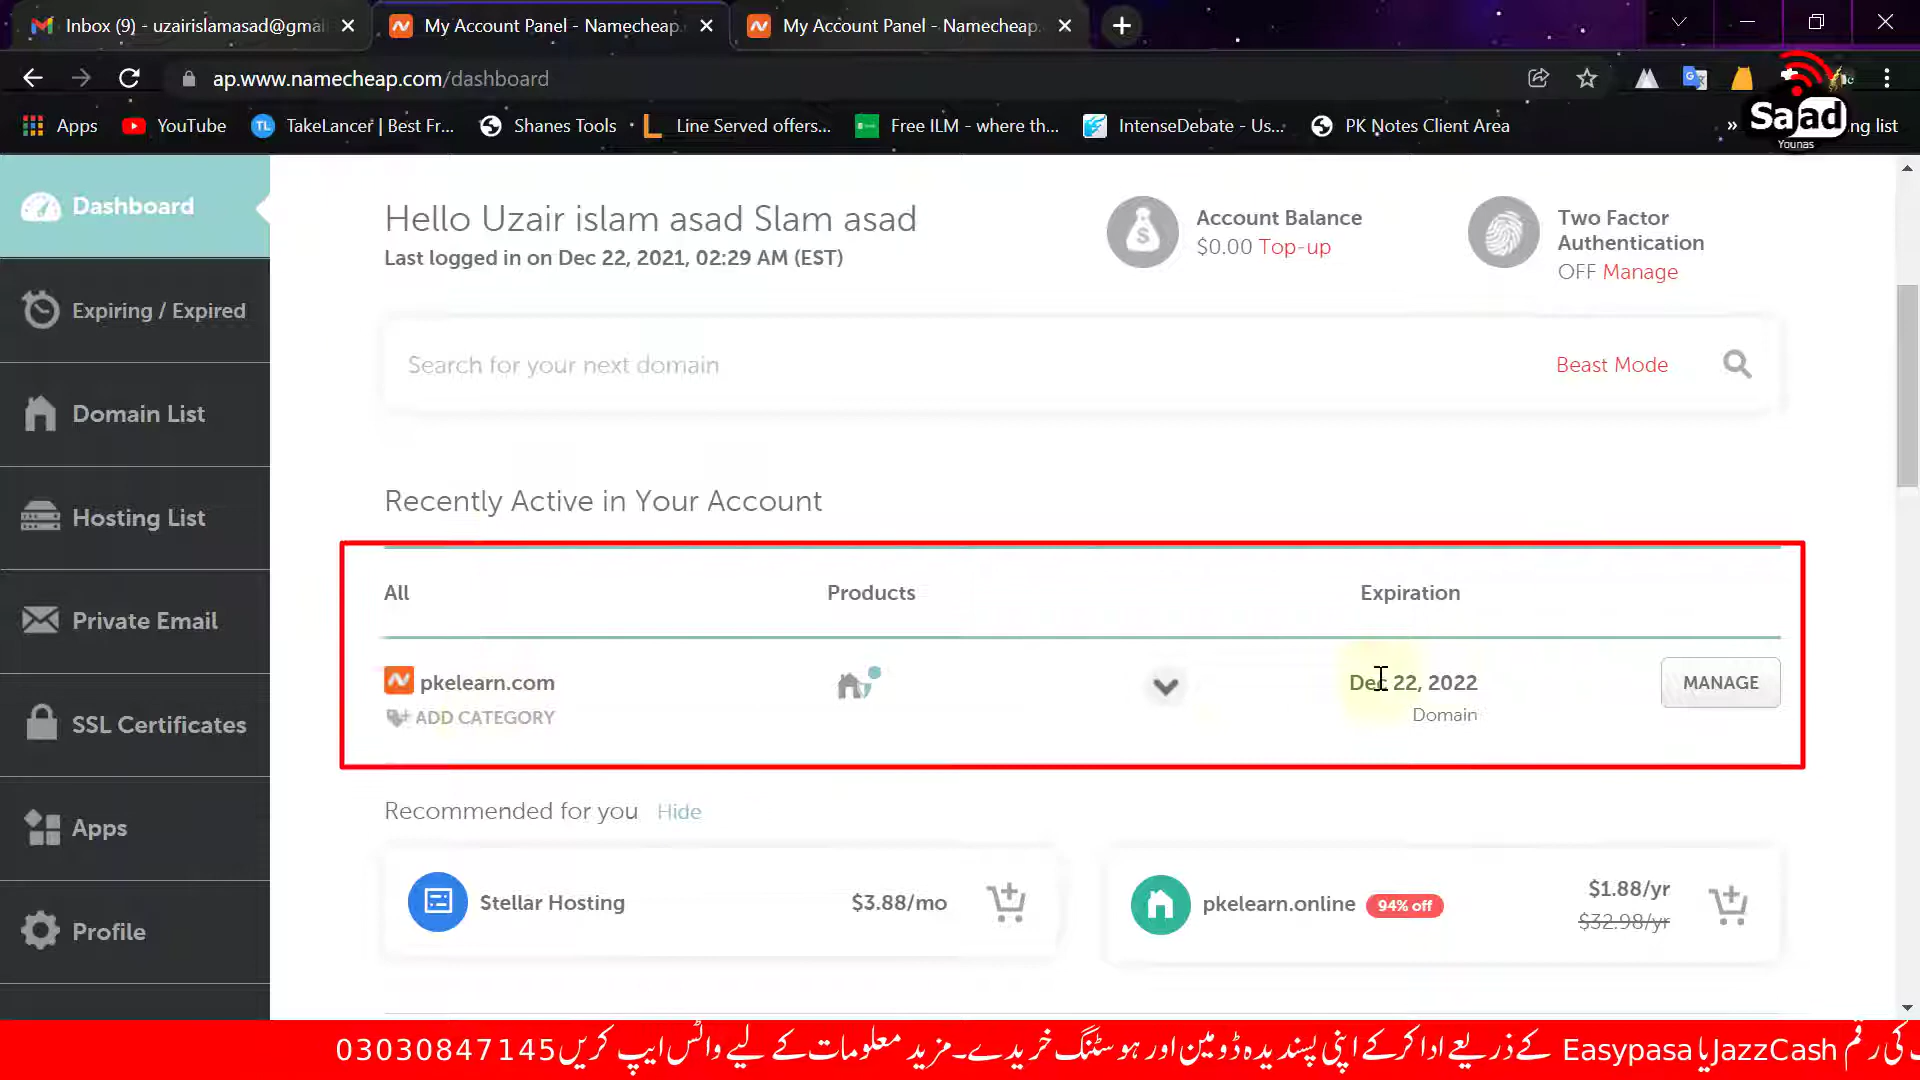 Inbox (9) - uzairislamasad@gmai
My Account Panel - Namecheap.
My Account Panel - Namecheap.
ap.www.namecheap.com/dashboard
Apps
YouTube
TakeLancer | Best Fr...
Shanes Tools
Line Served offers...
Free ILM - where th...
IntenseDebate - Us...
PK Notes Client Area
»
ng list
Saad
Younas
Dashboard
Expiring / Expired
Domain List
Hosting List
Private Email
SSL Certificates
Apps
Profile
Hello Uzair islam asad Slam asad
Last logged in on Dec 22, 2021, 02:29 AM (EST)
Account Balance
$0.00 Top-up
Two Factor
Authentication
OFF Manage
Search for your next domain
Beast Mode
Recently Active in Your Account
All
Products
Expiration
pkelearn.com
ADD CATEGORY
Dec 22, 2022
Domain
MANAGE
Recommended for you Hide
Stellar Hosting
$3.88/mo
pkelearn.online
94% off
$1.88/yr
$32.98/yr
کی رقم JazzCash یا Easypasa کے ذریعے ادا کرکے اپنی پسندیدہ ڈومین اور ہوسٹنگ خریدے۔ مزید معلومات کے لیے واٹس ایپ کریں 03030847145